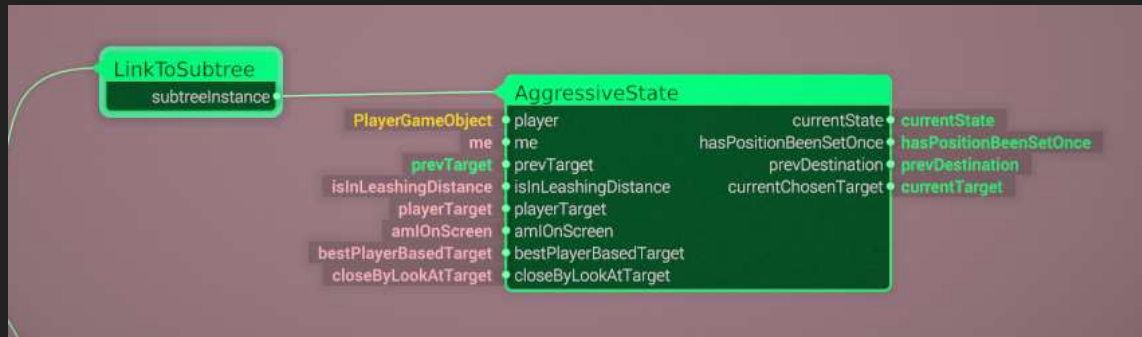 LinkToSubtree
subtreeInstance
AggressiveState
PlayerGameObject player currentState currentState
me me hasPositionBeenSetOnce hasPositionBeenSetOnce
prevTarget prevTarget prevDestination prevDestination
isInLeashingDistance isInLeashingDistance currentChosenTarget currentTarget
playerTarget playerTarget
amIOnScreen amIOnScreen
bestPlayerBasedTarget bestPlayerBasedTarget
closeByLookAtTarget closeByLookAtTarget